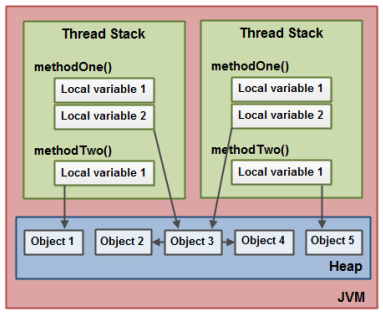 Thread Stack
methodOne()
Local variable 1
Local variable 2
methodTwo()
Local variable 1
Thread Stack
methodOne()
Local variable 1
Local variable 2
methodTwo()
Local variable 1
Object 1 Object 2 Object 3 Object 4 Object 5
Heap
JVM